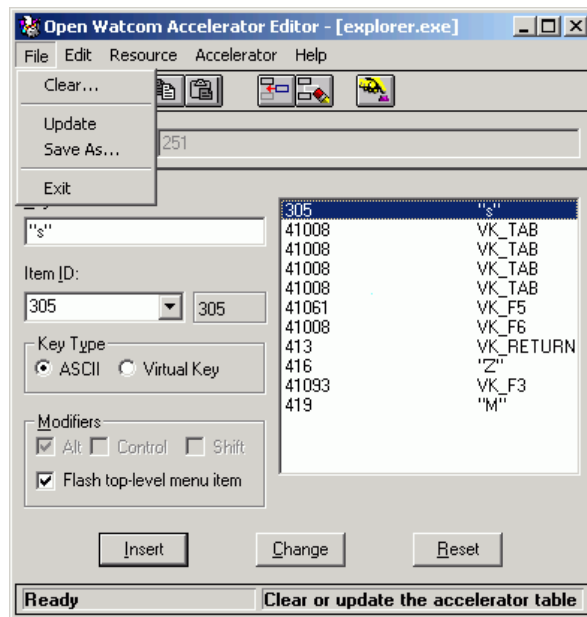 Open Watcom Accelerator Editor - [explorer.exe]
File Edit Resource Accelerator Help
Clear...
Update
Save As...
Exit
251
"s"
Item ID:
305 305
Key Type
ASCII Virtual Key
Modifiers
Alt Control Shift
Flash top-level menu item
305 "s"
41008 VK_TAB
41008 VK_TAB
41008 VK_TAB
41008 VK_TAB
41061 VK_F5
41008 VK_F6
413 VK_RETURN
416 "Z"
41093 VK_F3
419 "M"
Insert Change Reset
Ready Clear or update the accelerator table